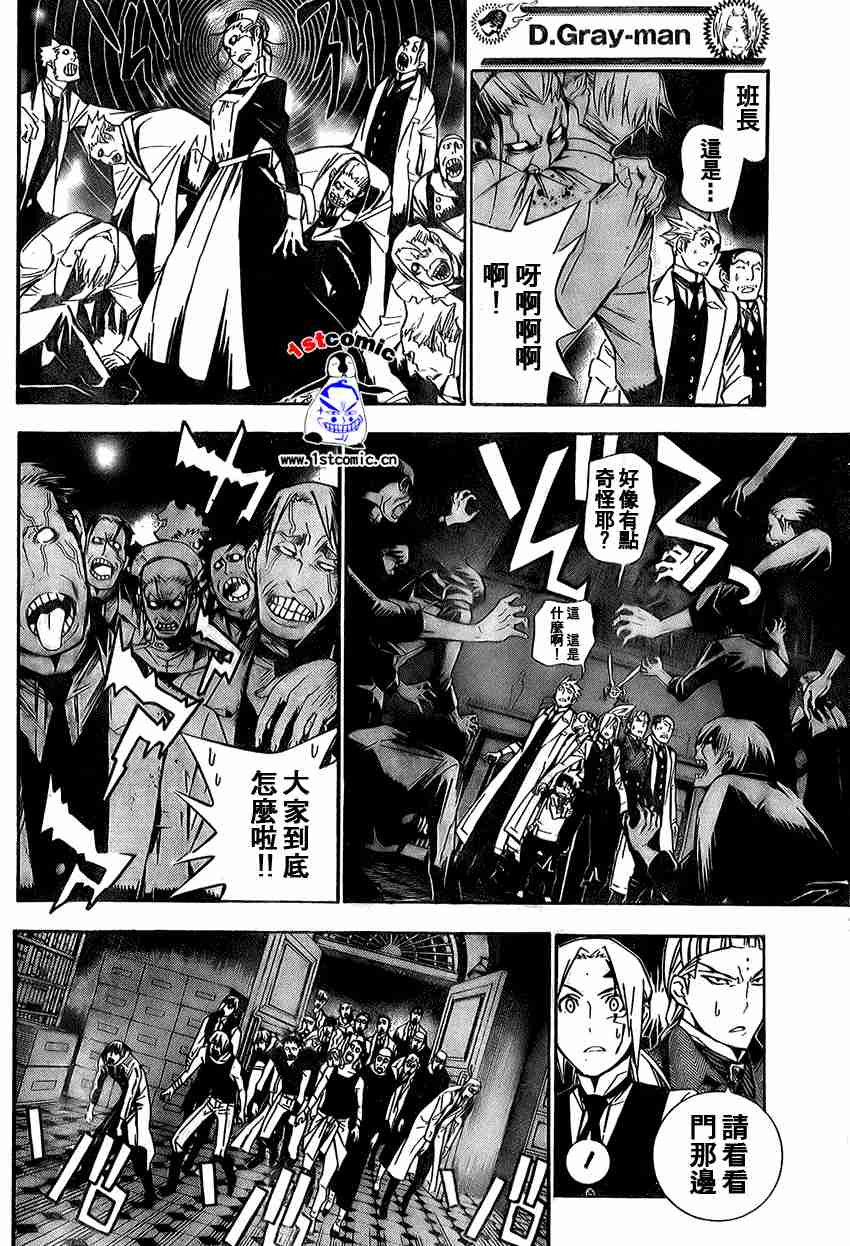 D.Gray-man
班長
這是…
呀啊啊啊
啊！
1stcomic
www.1stcomic.cn
好像有點
奇怪耶？
這 這是
什麼啊！
大家到底
怎麼啦!!
請看看
門那邊